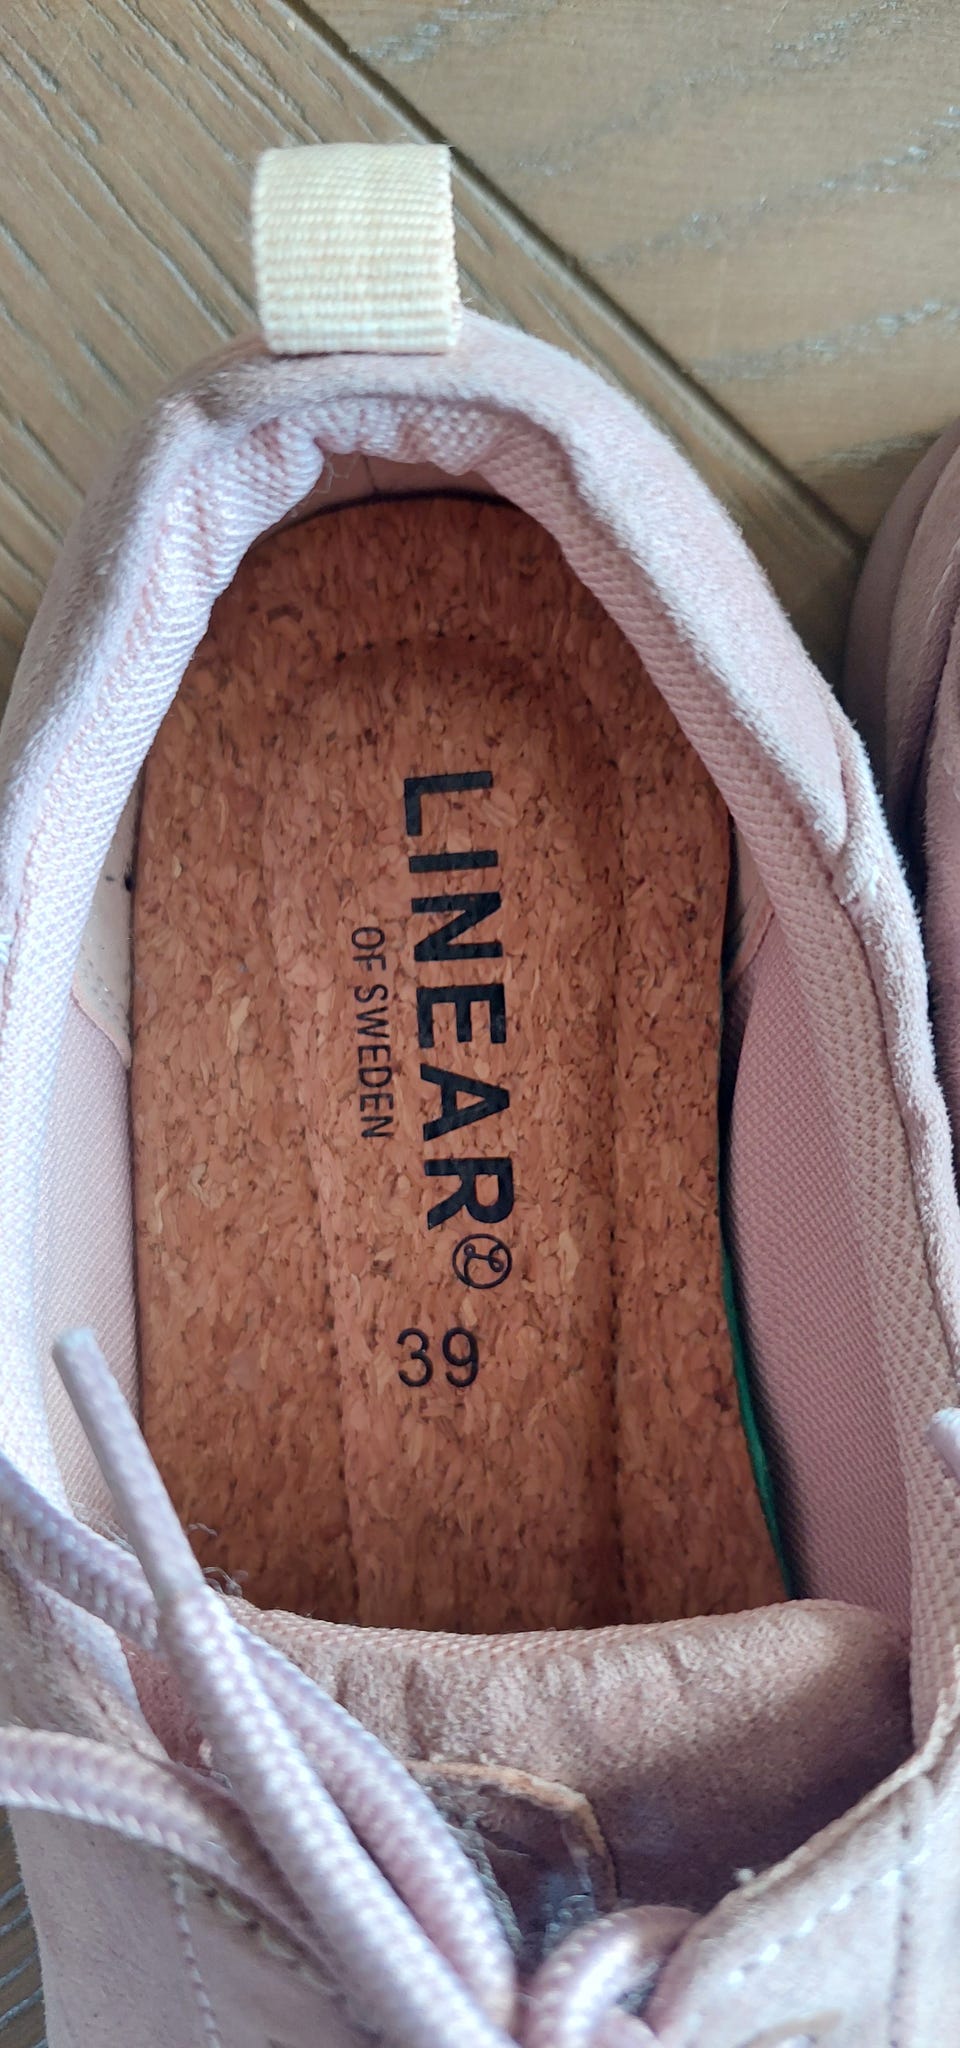 LINEAR®
OF SWEDEN
39